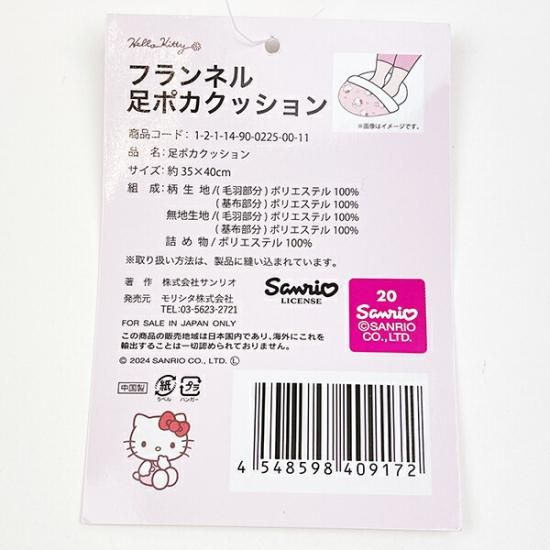 Hello Kitty
フランネル
足ポカクッション
※画像はイメージです。
商品コード：1-2-1-14-90-0225-00-11
品名：足ポカクッション
サイズ：約35×40cm
組成：柄生地/(毛羽部分)ポリエステル100%
(基布部分)ポリエステル100%
無地生地/(毛羽部分)ポリエステル100%
(基布部分)ポリエステル100%
詰め物/ポリエステル100%
※取り扱い方法は、製品に縫い込まれています。
著作 株式会社サンリオ
発売元 モリシタ株式会社
TEL:03-5623-2721
FOR SALE IN JAPAN ONLY
この商品の販売地域は日本国内であり、海外にこれを
輸出することは一切認められておりません。
© 2024 SANRIO CO., LTD. Ⓛ
Sanrio
LICENSE
20
Sanrio
©SANRIO
CO., LTD.
中国製
紙
ラベル
プラ
ハンガー
4 548598 409172